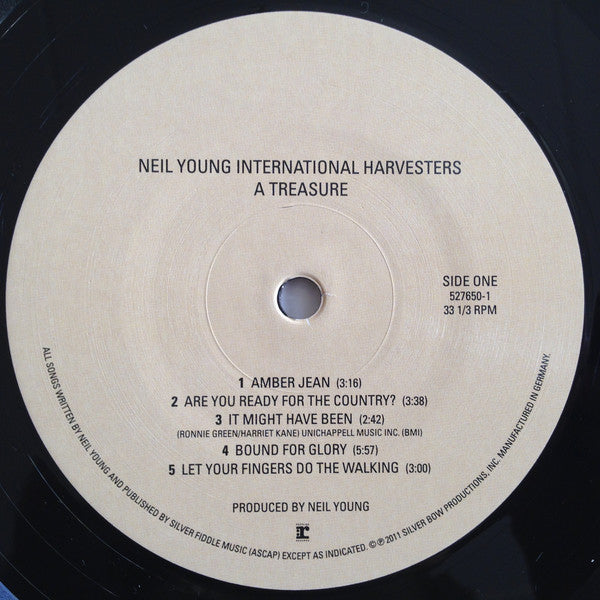 NEIL YOUNG INTERNATIONAL HARVESTERS
A TREASURE
SIDE ONE
527650-1
33 1/3 RPM
1 AMBER JEAN (3:16)
2 ARE YOU READY FOR THE COUNTRY? (3:38)
3 IT MIGHT HAVE BEEN (2:42)
(RONNIE GREEN/HARRIET KANE) UNICHAPPELL MUSIC INC. (BMI)
4 BOUND FOR GLORY (5:57)
5 LET YOUR FINGERS DO THE WALKING (3:00)
PRODUCED BY NEIL YOUNG
r
ALL SONGS WRITTEN BY NEIL YOUNG AND PUBLISHED BY SILVER FIDDLE MUSIC (ASCAP) EXCEPT AS INDICATED. ©℗ 2011 SILVER BOW PRODUCTIONS, INC. MANUFACTURED IN GERMANY.